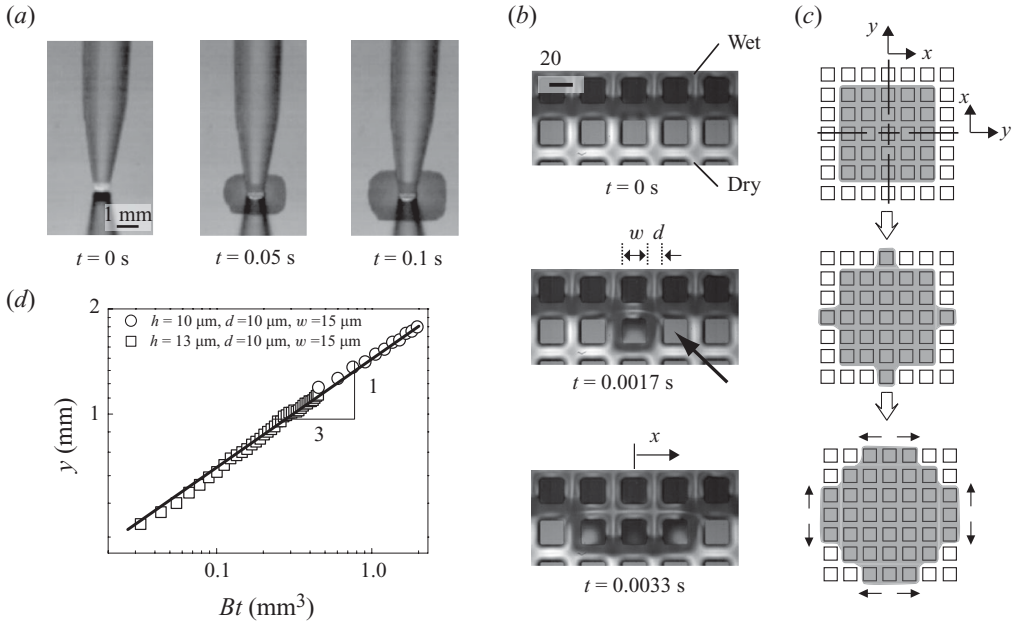 (a)
1 mm
t = 0 s
t = 0.05 s
t = 0.1 s
(b)
20
Wet
Dry
t = 0 s
w d
t = 0.0017 s
x
t = 0.0033 s
(c)
y
x
x
y
(d)
2
h = 10 μm, d =10 μm, w =15 μm
h = 13 μm, d =10 μm, w =15 μm
1
1
3
y (mm)
0.1
1.0
Bt (mm³)